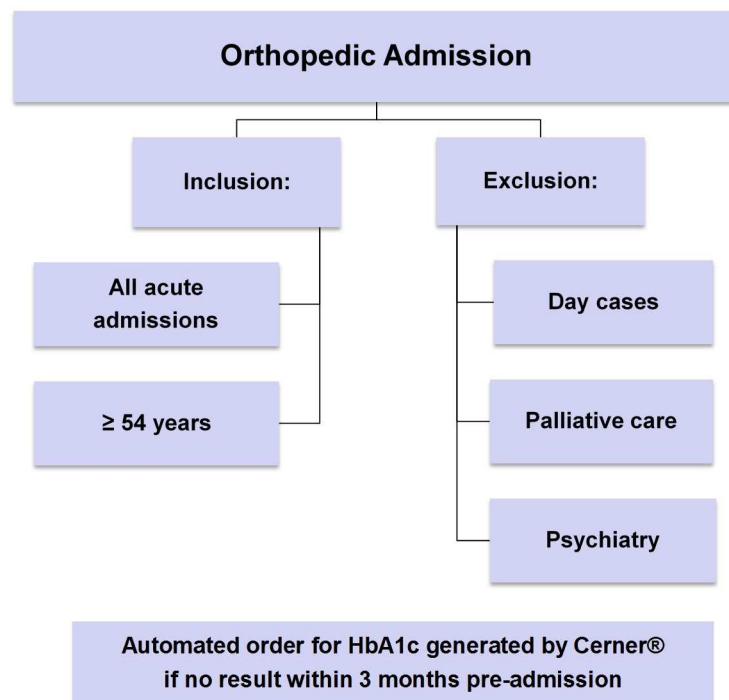 Orthopedic Admission
Inclusion:
Exclusion:
All acute
admissions
≥ 54 years
Day cases
Palliative care
Psychiatry
Automated order for HbA1c generated by Cerner®
if no result within 3 months pre-admission